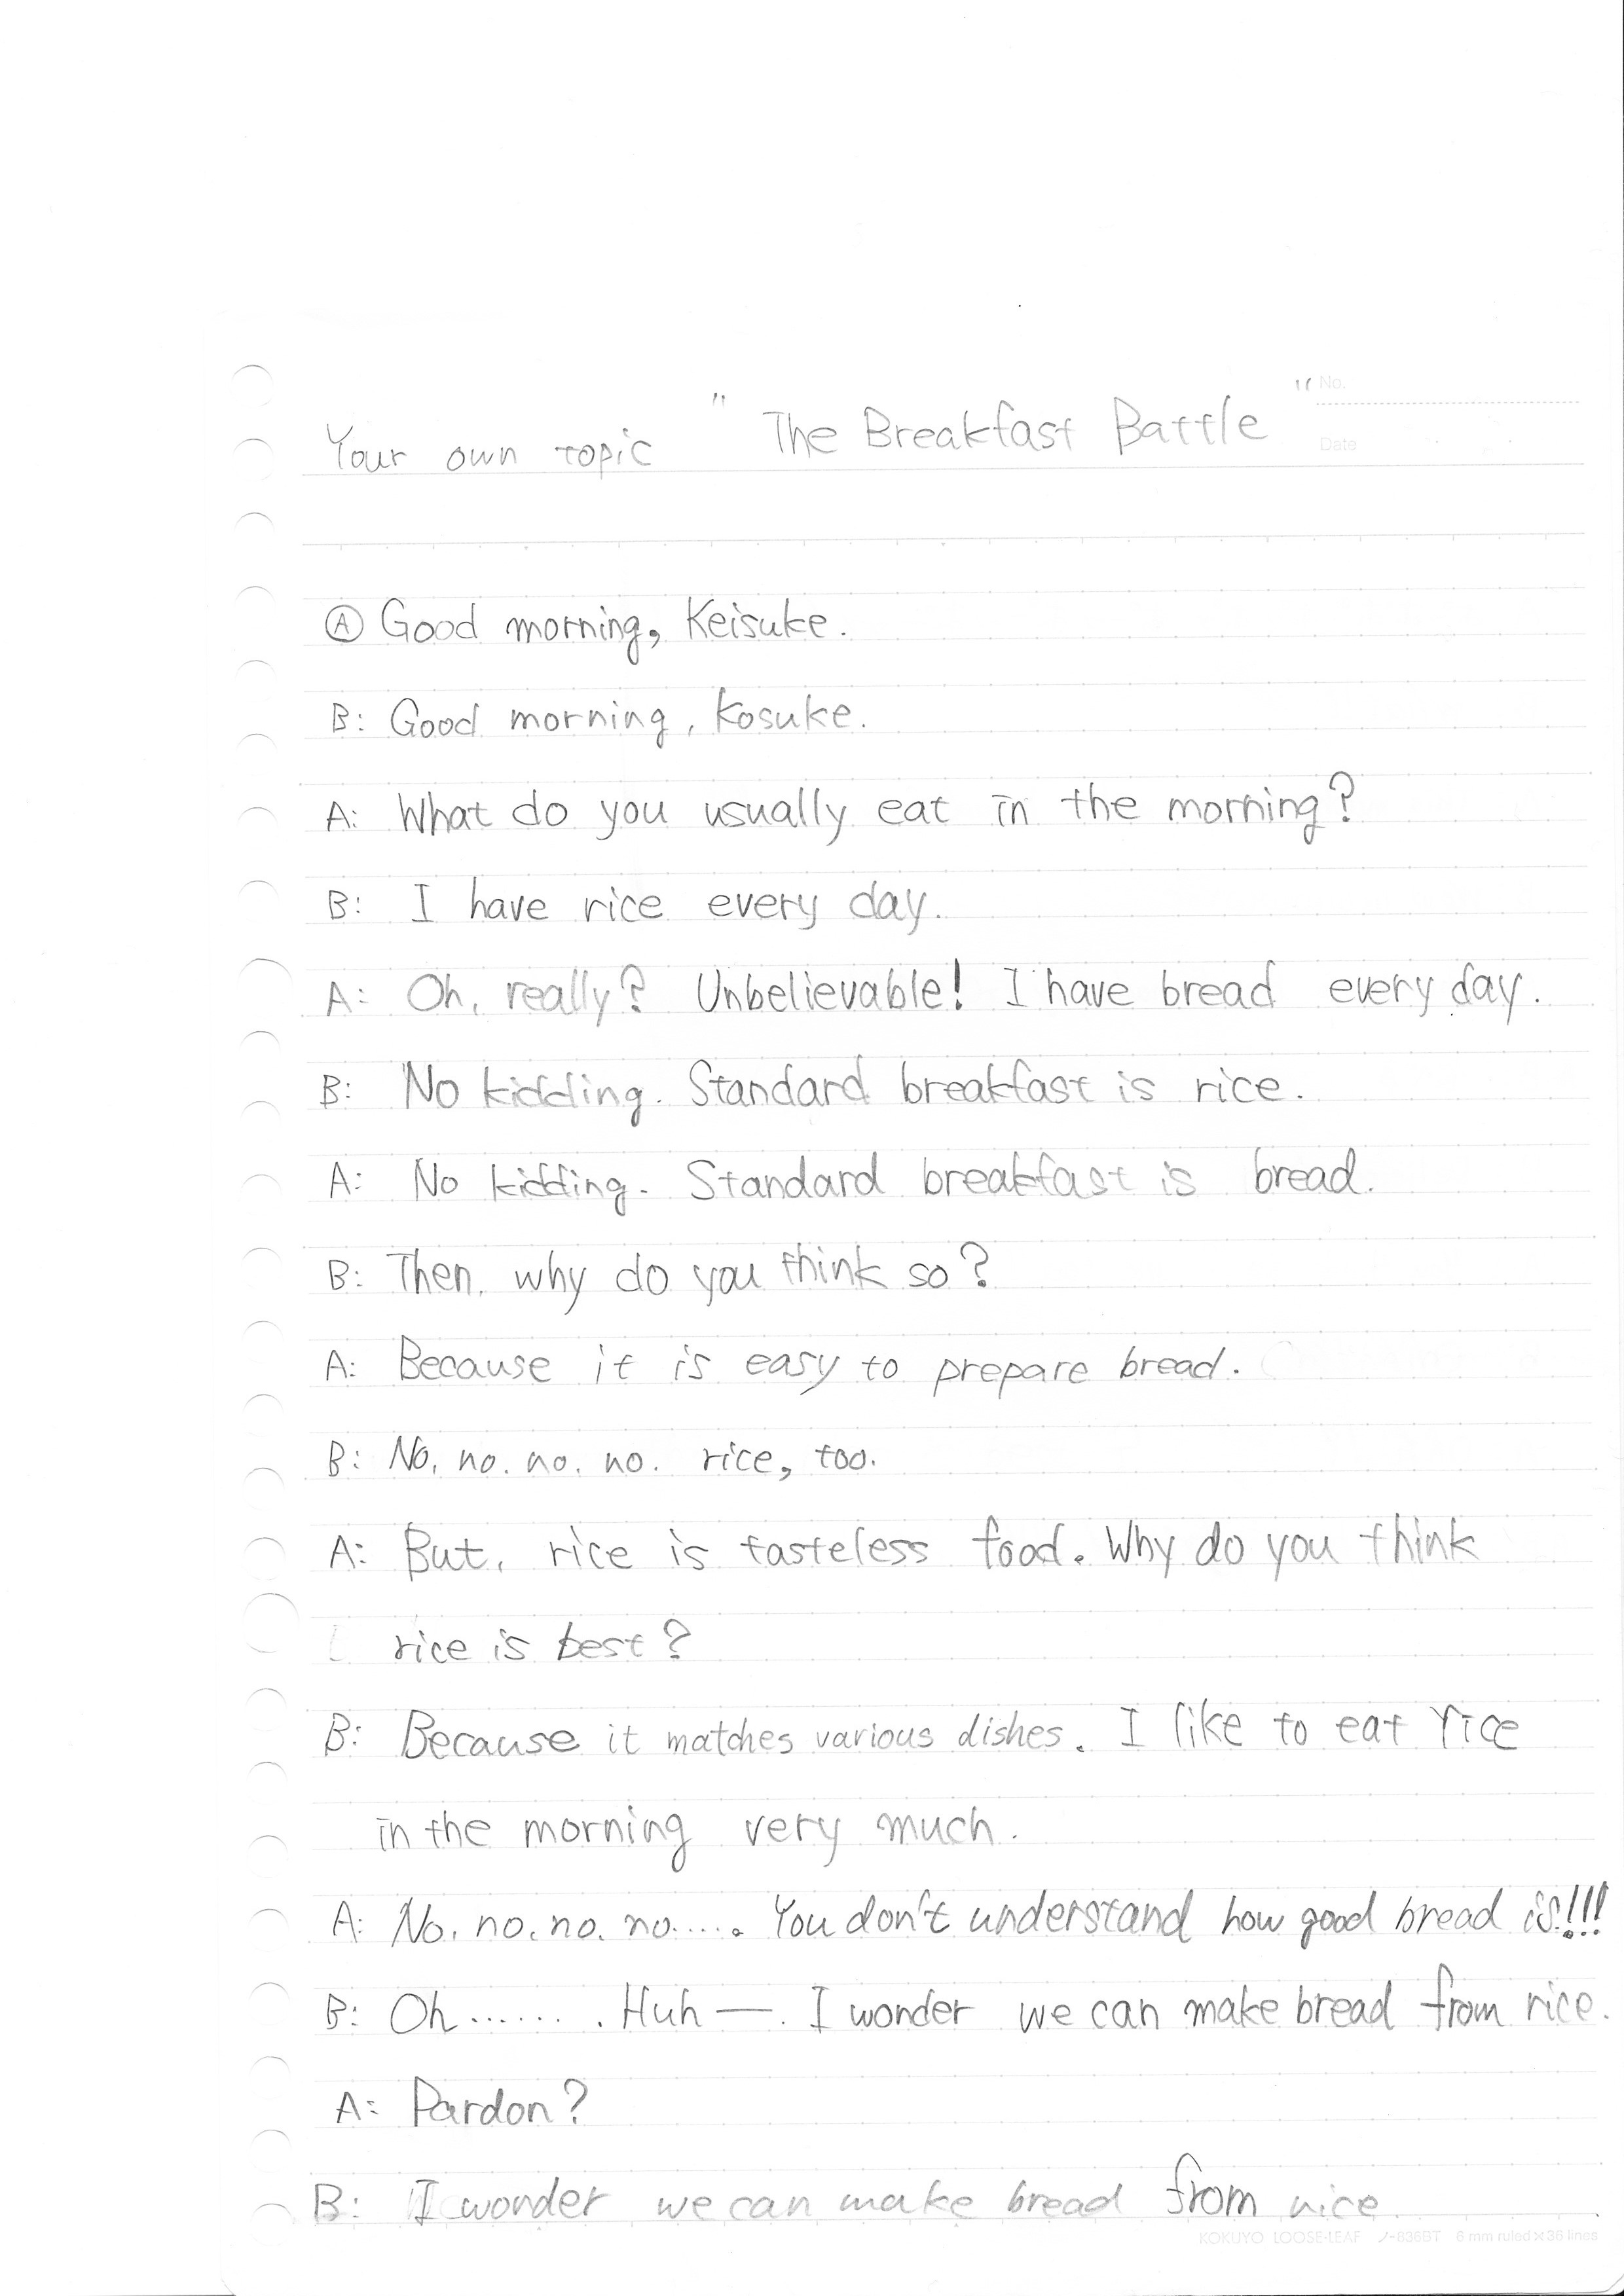 Your own topic " The Breakfast Battle " No.
Date
Ⓐ Good morning, Keisuke.
B: Good morning, Kosuke.
A: What do you usually eat in the morning?
B: I have rice every day.
A: Oh, really? Unbelievable! I have bread every day.
B: No kidding. Standard breakfast is rice.
A: No kidding. Standard breakfast is bread.
B: Then, why do you think so?
A: Because it is easy to prepare bread.
B: No, no. no. no. rice, too.
A: But, rice is tasteless food. Why do you think
rice is best?
B: Because it matches various dishes. I like to eat rice
in the morning very much.
A: No, no, no, no...... You don't understand how good bread is!!!
B: Oh ....... . Huh —. I wonder we can make bread from rice.
A: Pardon?
B: I wonder we can make bread from rice.
KOKUYO LOOSE-LEAF ノ-836BT 6 mm ruled×36 lines